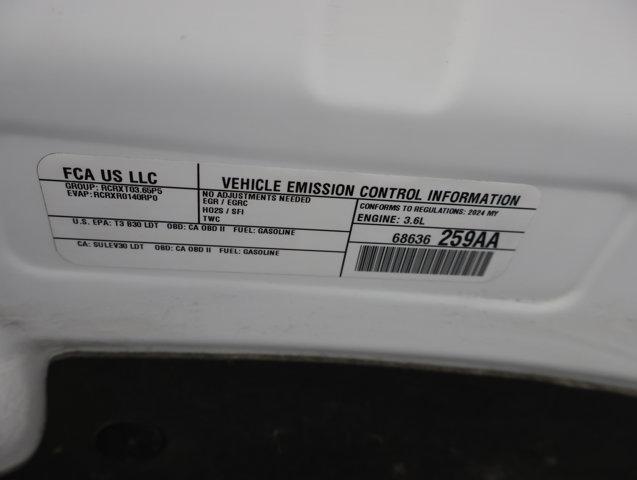 FCA US LLC
GROUP: RCRXT03.65P5
EVAP: RCRXR0140RP0
VEHICLE EMISSION CONTROL INFORMATION
NO ADJUSTMENTS NEEDED
EGR / EGRC
HO2S / SFI
TWC
CONFORMS TO REGULATIONS: 2024 MY
ENGINE: 3.6L
U.S. EPA: T3 B30 LDT OBD: CA OBD II FUEL: GASOLINE
CA: SULEV30 LDT OBD: CA OBD II FUEL: GASOLINE
68636 259AA